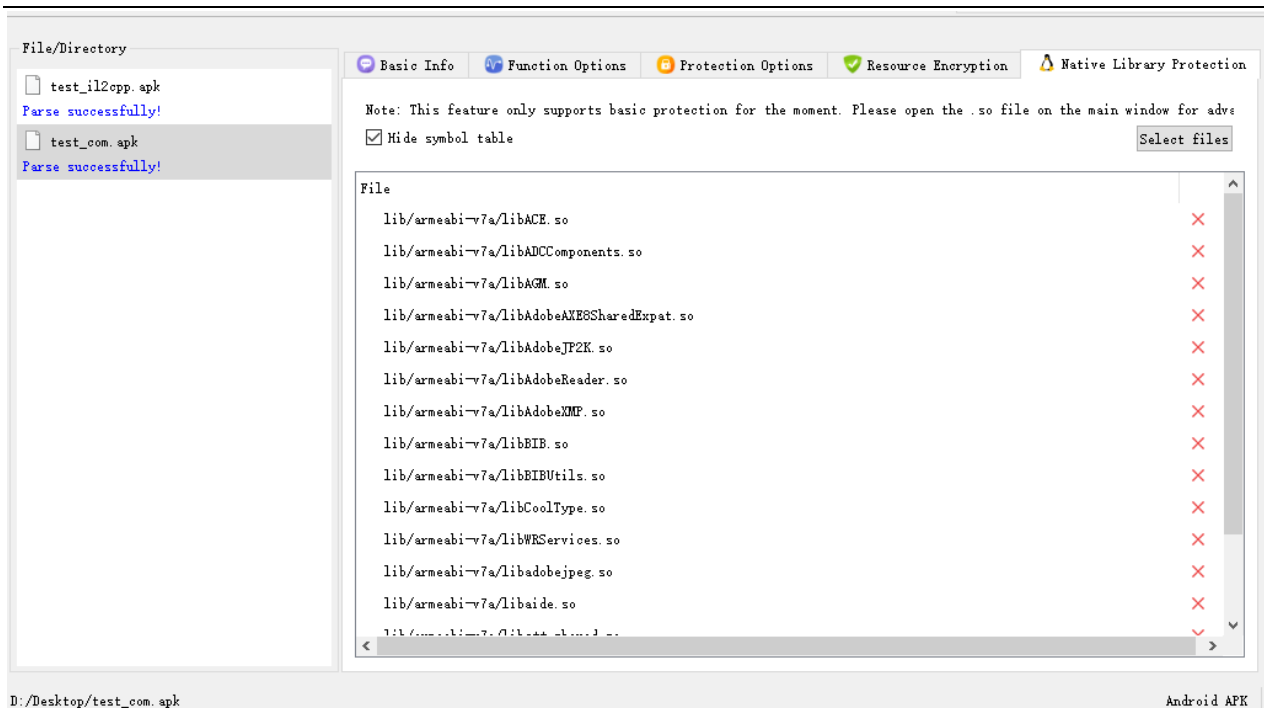 File/Directory
test_il2cpp.apk
Parse successfully!
test_com.apk
Parse successfully!
Basic Info
Function Options
Protection Options
Resource Encryption
Native Library Protection
Note: This feature only supports basic protection for the moment. Please open the .so file on the main window for adva
Hide symbol table
Select files
File
lib/armeabi-v7a/libACE.so
lib/armeabi-v7a/libADCComponents.so
lib/armeabi-v7a/libAGM.so
lib/armeabi-v7a/libAdobeAXE8SharedExpat.so
lib/armeabi-v7a/libAdobeJP2K.so
lib/armeabi-v7a/libAdobeReader.so
lib/armeabi-v7a/libAdobeXMP.so
lib/armeabi-v7a/libBIB.so
lib/armeabi-v7a/libBIBUtils.so
lib/armeabi-v7a/libCoolType.so
lib/armeabi-v7a/libWRServices.so
lib/armeabi-v7a/libadobejpeg.so
lib/armeabi-v7a/libaide.so
D:/Desktop/test_com.apk
Android APK